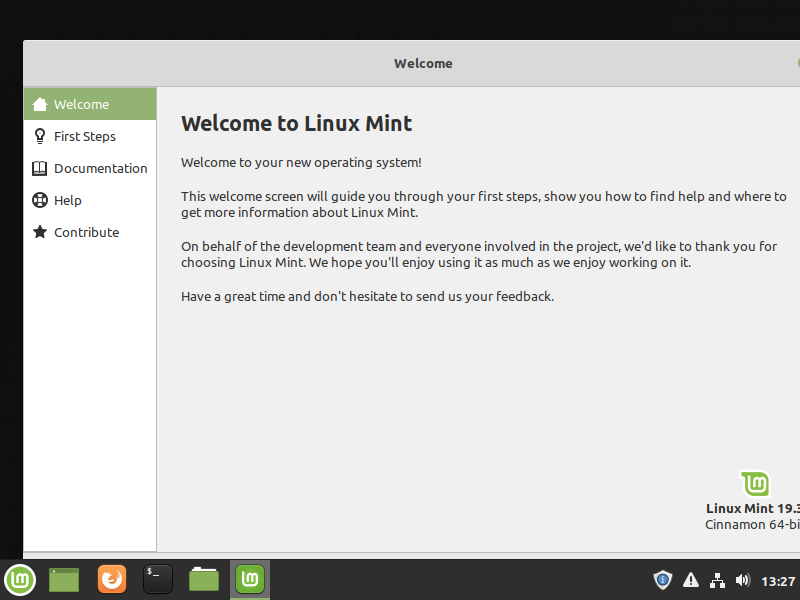 Welcome
Welcome
First Steps
Documentation
Help
Contribute
Welcome to Linux Mint
Welcome to your new operating system!
This welcome screen will guide you through your first steps, show you how to find help and where to
get more information about Linux Mint.
On behalf of the development team and everyone involved in the project, we'd like to thank you for
choosing Linux Mint. We hope you'll enjoy using it as much as we enjoy working on it.
Have a great time and don't hesitate to send us your feedback.
Linux Mint 19.3
Cinnamon 64-bi
$_
13:27